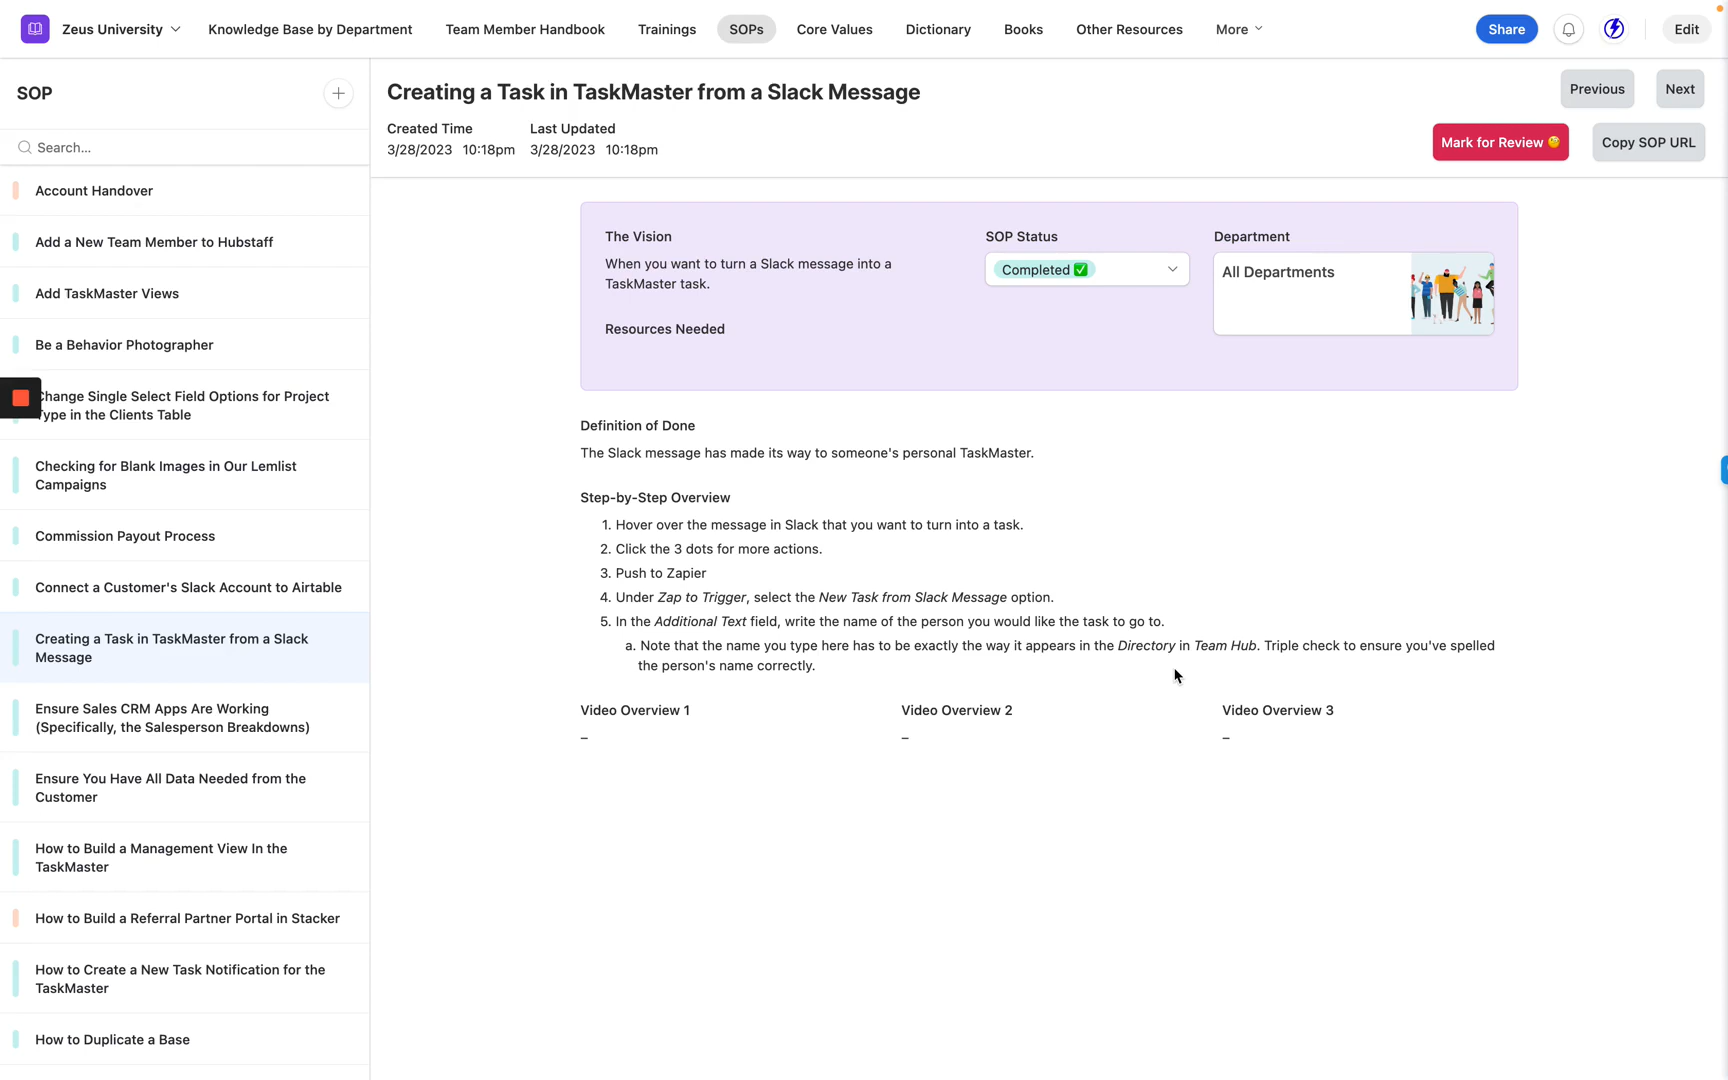 Zeus University
Knowledge Base by Department
Team Member Handbook
Trainings
SOPs
Core Values
Dictionary
Books
Other Resources
More
Share
Edit
SOP
Search...
Account Handover
Add a New Team Member to Hubstaff
Add TaskMaster Views
Be a Behavior Photographer
Change Single Select Field Options for Project
Type in the Clients Table
Checking for Blank Images in Our Lemlist
Campaigns
Commission Payout Process
Connect a Customer's Slack Account to Airtable
Creating a Task in TaskMaster from a Slack
Message
Ensure Sales CRM Apps Are Working
(Specifically, the Salesperson Breakdowns)
Ensure You Have All Data Needed from the
Customer
How to Build a Management View In the
TaskMaster
How to Build a Referral Partner Portal in Stacker
How to Create a New Task Notification for the
TaskMaster
How to Duplicate a Base
Creating a Task in TaskMaster from a Slack Message
Previous
Next
Created Time
Last Updated
3/28/2023 10:18pm
3/28/2023 10:18pm
Mark for Review
Copy SOP URL
The Vision
When you want to turn a Slack message into a
TaskMaster task.
Resources Needed
SOP Status
Completed ✅
Department
All Departments
Definition of Done
The Slack message has made its way to someone's personal TaskMaster.
Step-by-Step Overview
1. Hover over the message in Slack that you want to turn into a task.
2. Click the 3 dots for more actions.
3. Push to Zapier
4. Under Zap to Trigger, select the New Task from Slack Message option.
5. In the Additional Text field, write the name of the person you would like the task to go to.
a. Note that the name you type here has to be exactly the way it appears in the Directory in Team Hub. Triple check to ensure you've spelled
the person's name correctly.
Video Overview 1
–
Video Overview 2
–
Video Overview 3
–